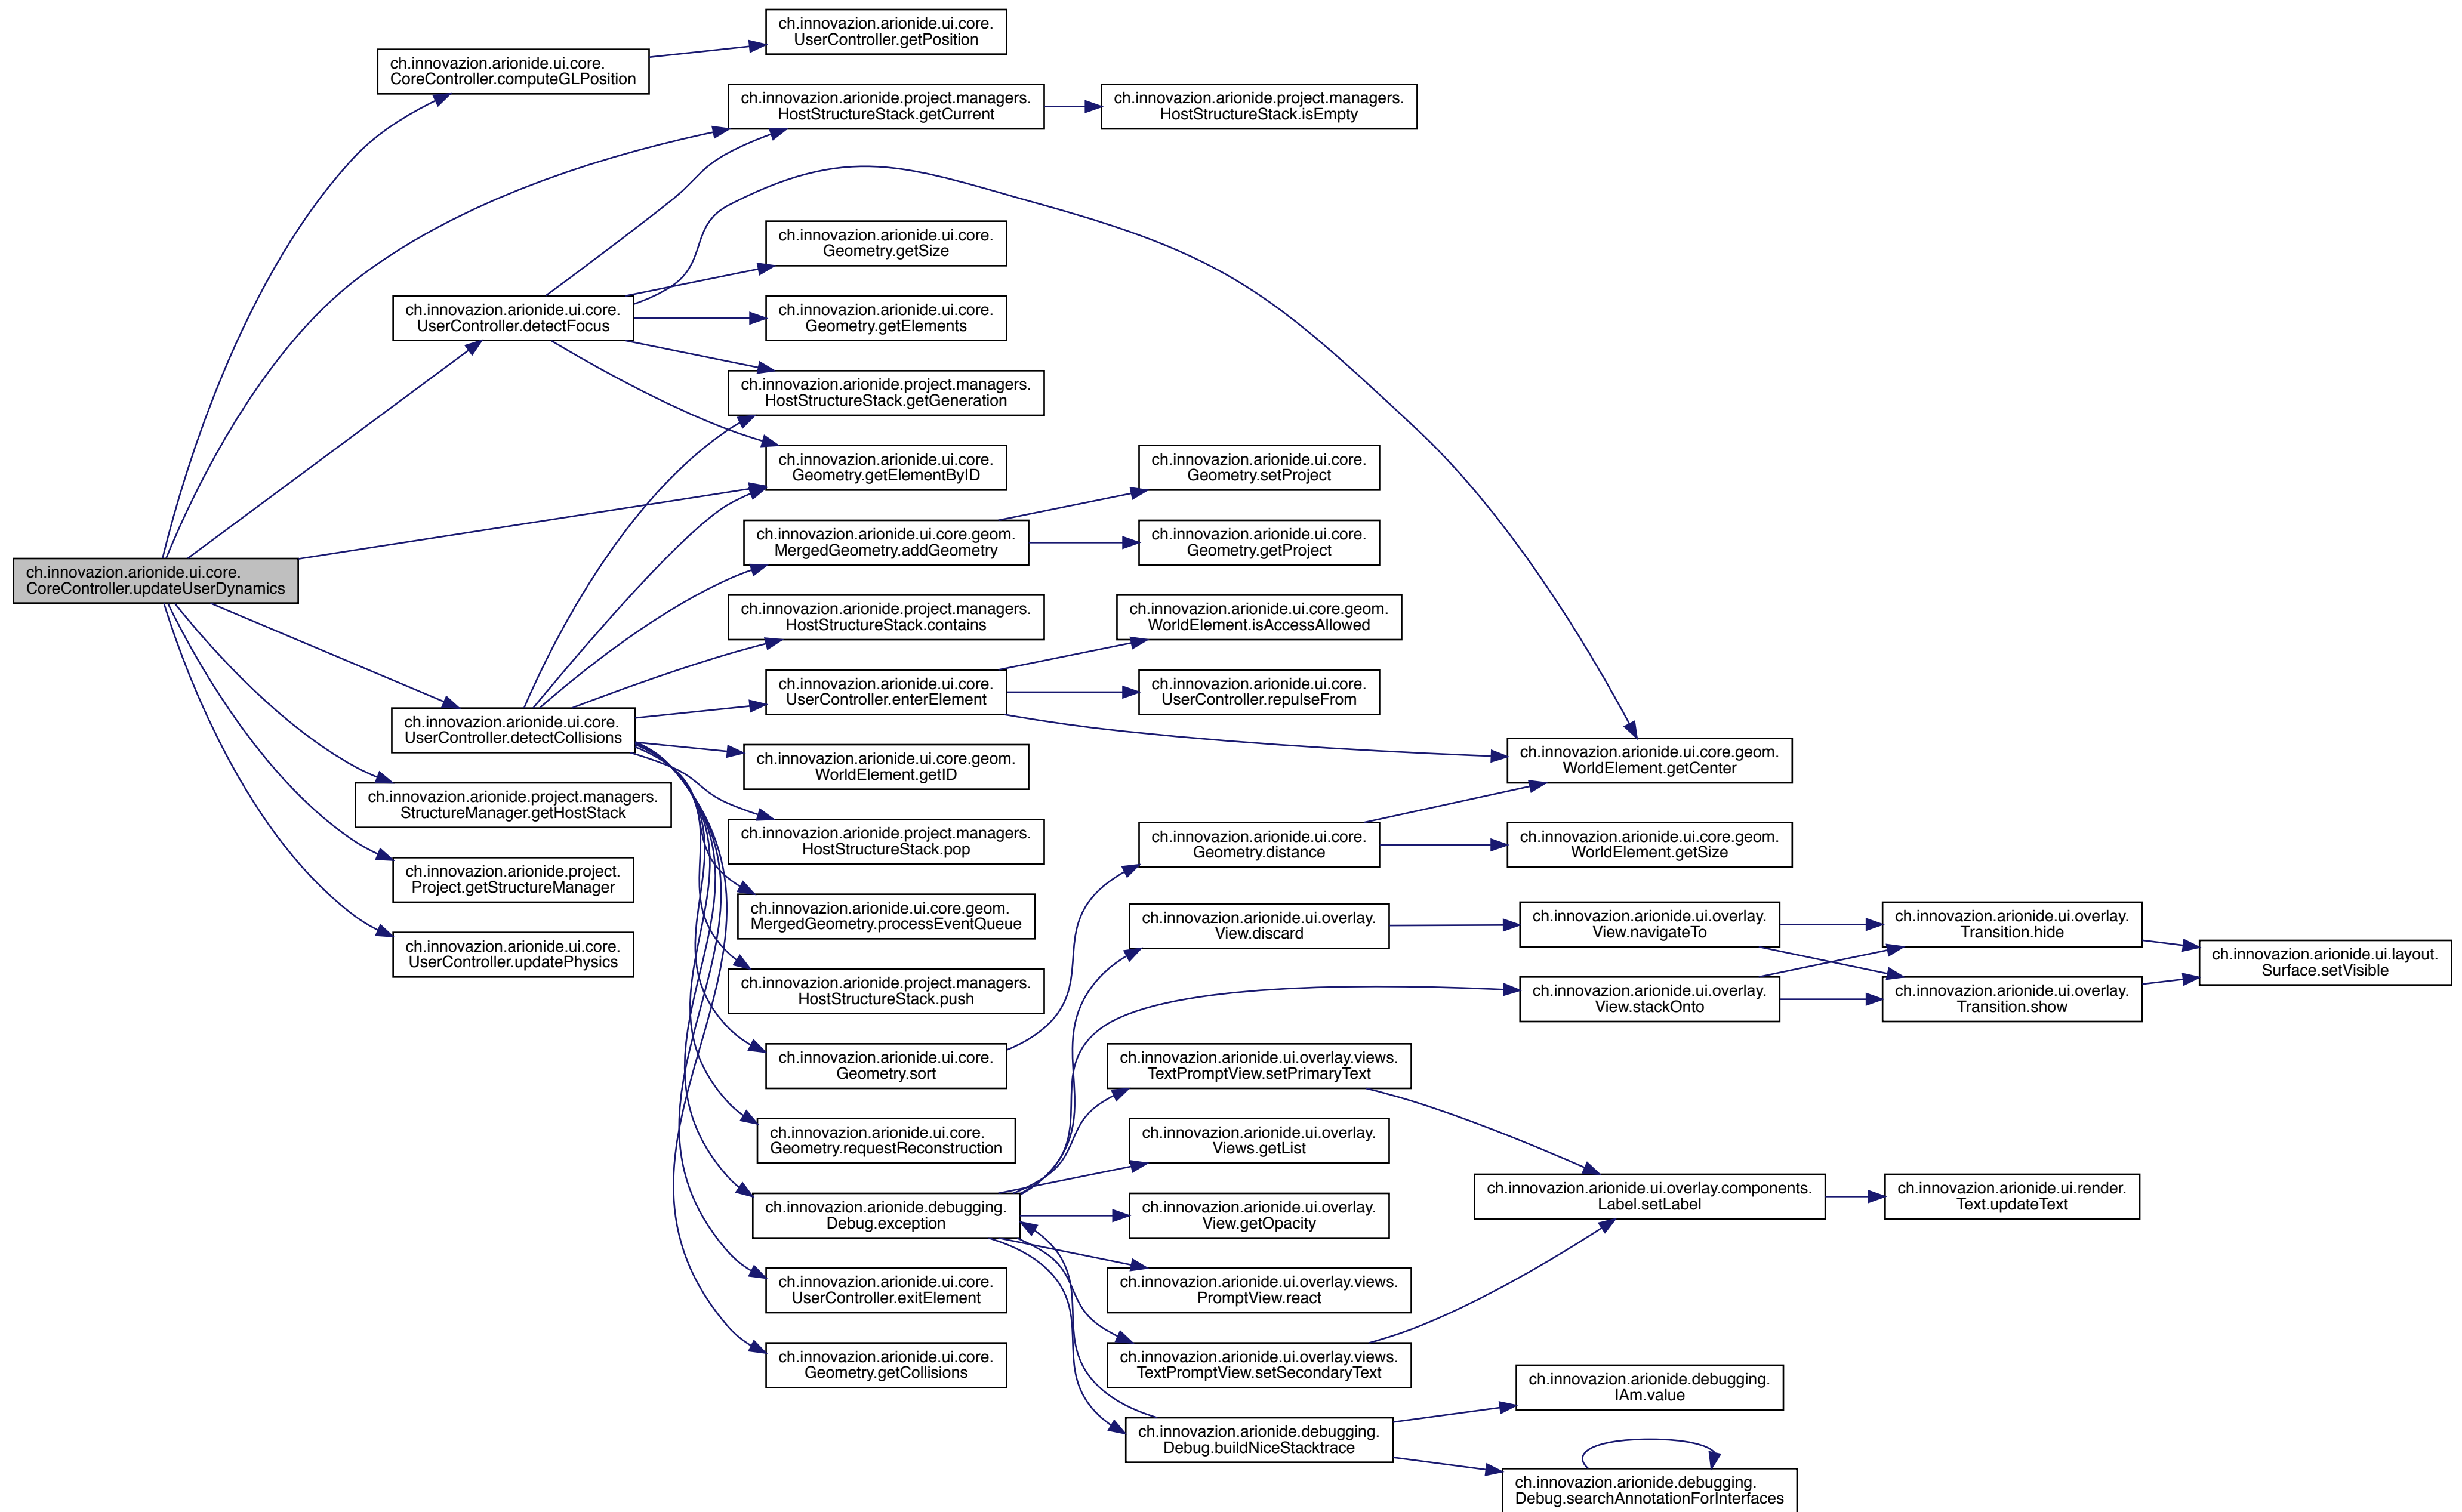 ch.innovazion.arionide.ui.core.
CoreController.updateUserDynamics
ch.innovazion.arionide.ui.core.
CoreController.computeGLPosition
ch.innovazion.arionide.ui.core.
UserController.getPosition
ch.innovazion.arionide.project.managers.
HostStructureStack.getCurrent
ch.innovazion.arionide.project.managers.
HostStructureStack.isEmpty
ch.innovazion.arionide.ui.core.
UserController.detectFocus
ch.innovazion.arionide.ui.core.
Geometry.getSize
ch.innovazion.arionide.ui.core.
Geometry.getElements
ch.innovazion.arionide.project.managers.
HostStructureStack.getGeneration
ch.innovazion.arionide.ui.core.
Geometry.getElementByID
ch.innovazion.arionide.ui.core.geom.
MergedGeometry.addGeometry
ch.innovazion.arionide.ui.core.
Geometry.setProject
ch.innovazion.arionide.ui.core.
Geometry.getProject
ch.innovazion.arionide.project.managers.
HostStructureStack.contains
ch.innovazion.arionide.ui.core.geom.
WorldElement.isAccessAllowed
ch.innovazion.arionide.ui.core.
UserController.enterElement
ch.innovazion.arionide.ui.core.
UserController.repulseFrom
ch.innovazion.arionide.ui.core.
UserController.detectCollisions
ch.innovazion.arionide.ui.core.geom.
WorldElement.getID
ch.innovazion.arionide.ui.core.geom.
WorldElement.getCenter
ch.innovazion.arionide.project.managers.
StructureManager.getHostStack
ch.innovazion.arionide.project.managers.
HostStructureStack.pop
ch.innovazion.arionide.ui.core.
Geometry.distance
ch.innovazion.arionide.ui.core.geom.
WorldElement.getSize
ch.innovazion.arionide.project.
Project.getStructureManager
ch.innovazion.arionide.ui.core.geom.
MergedGeometry.processEventQueue
ch.innovazion.arionide.ui.overlay.
View.discard
ch.innovazion.arionide.ui.overlay.
View.navigateTo
ch.innovazion.arionide.ui.overlay.
Transition.hide
ch.innovazion.arionide.ui.layout.
Surface.setVisible
ch.innovazion.arionide.ui.core.
UserController.updatePhysics
ch.innovazion.arionide.project.managers.
HostStructureStack.push
ch.innovazion.arionide.ui.overlay.
View.stackOnto
ch.innovazion.arionide.ui.overlay.
Transition.show
ch.innovazion.arionide.ui.core.
Geometry.sort
ch.innovazion.arionide.ui.overlay.views.
TextPromptView.setPrimaryText
ch.innovazion.arionide.ui.core.
Geometry.requestReconstruction
ch.innovazion.arionide.ui.overlay.
Views.getList
ch.innovazion.arionide.debugging.
Debug.exception
ch.innovazion.arionide.ui.overlay.
View.getOpacity
ch.innovazion.arionide.ui.overlay.components.
Label.setLabel
ch.innovazion.arionide.ui.render.
Text.updateText
ch.innovazion.arionide.ui.core.
UserController.exitElement
ch.innovazion.arionide.ui.overlay.views.
PromptView.react
ch.innovazion.arionide.ui.core.
Geometry.getCollisions
ch.innovazion.arionide.ui.overlay.views.
TextPromptView.setSecondaryText
ch.innovazion.arionide.debugging.
IAm.value
ch.innovazion.arionide.debugging.
Debug.buildNiceStacktrace
ch.innovazion.arionide.debugging.
Debug.searchAnnotationForInterfaces